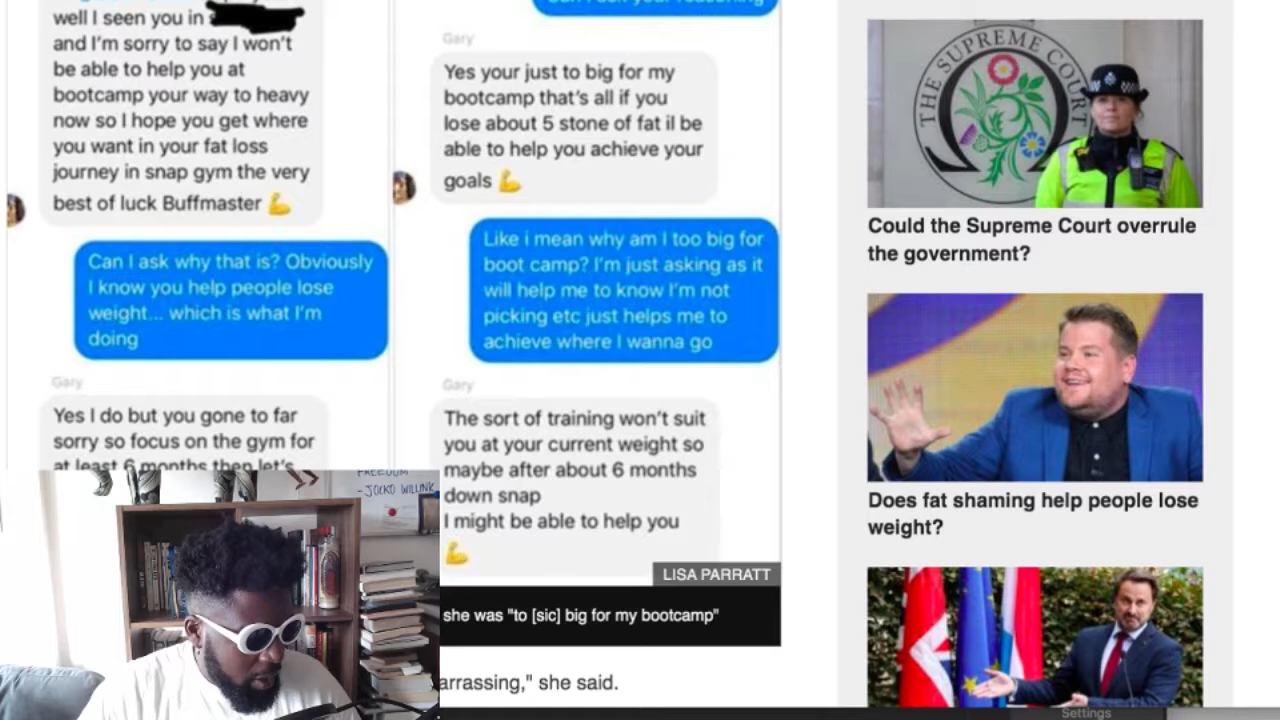 well I seen you in
and I'm sorry to say I won't
be able to help you at
bootcamp your way to heavy
now so I hope you get where
you want in your fat loss
journey in snap gym the very
best of luck Buffmaster 💪
Can I ask why that is? Obviously
I know you help people lose
weight... which is what I'm
doing
Gary
Yes I do but you gone to far
sorry so focus on the gym for
at least 6 months then let's
Can I ask your reasoning
Gary
Yes your just to big for my
bootcamp that's all if you
lose about 5 stone of fat il be
able to help you achieve your
goals 💪
Like i mean why am I too big for
boot camp? I'm just asking as it
will help me to know I'm not
picking etc just helps me to
achieve where I wanna go
Gary
The sort of training won't suit
you at your current weight so
maybe after about 6 months
down snap
I might be able to help you
💪
LISA PARRATT
she was "to [sic] big for my bootcamp"
arrassing," she said.
THE SUPREME COURT
Could the Supreme Court overrule
the government?
Does fat shaming help people lose
weight?
FREEDOM
- JOCKO WILLINK
Settings